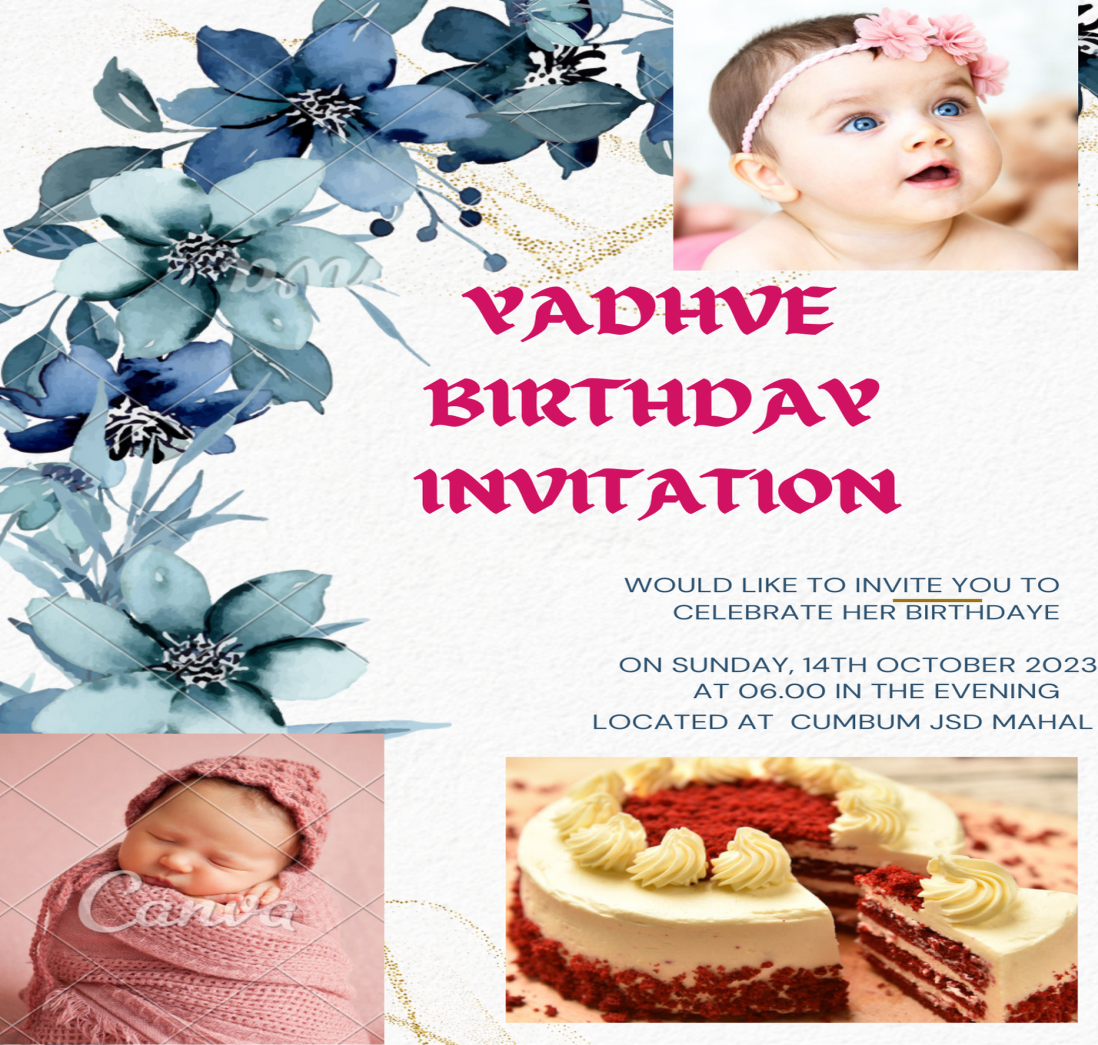 YADHVE
BIRTHDAY
INVITATION
WOULD LIKE TO INVITE YOU TO
CELEBRATE HER BIRTHDAYE
ON SUNDAY, 14TH OCTOBER 2023
AT 06.00 IN THE EVENING
LOCATED AT CUMBUM JSD MAHAL
Canva